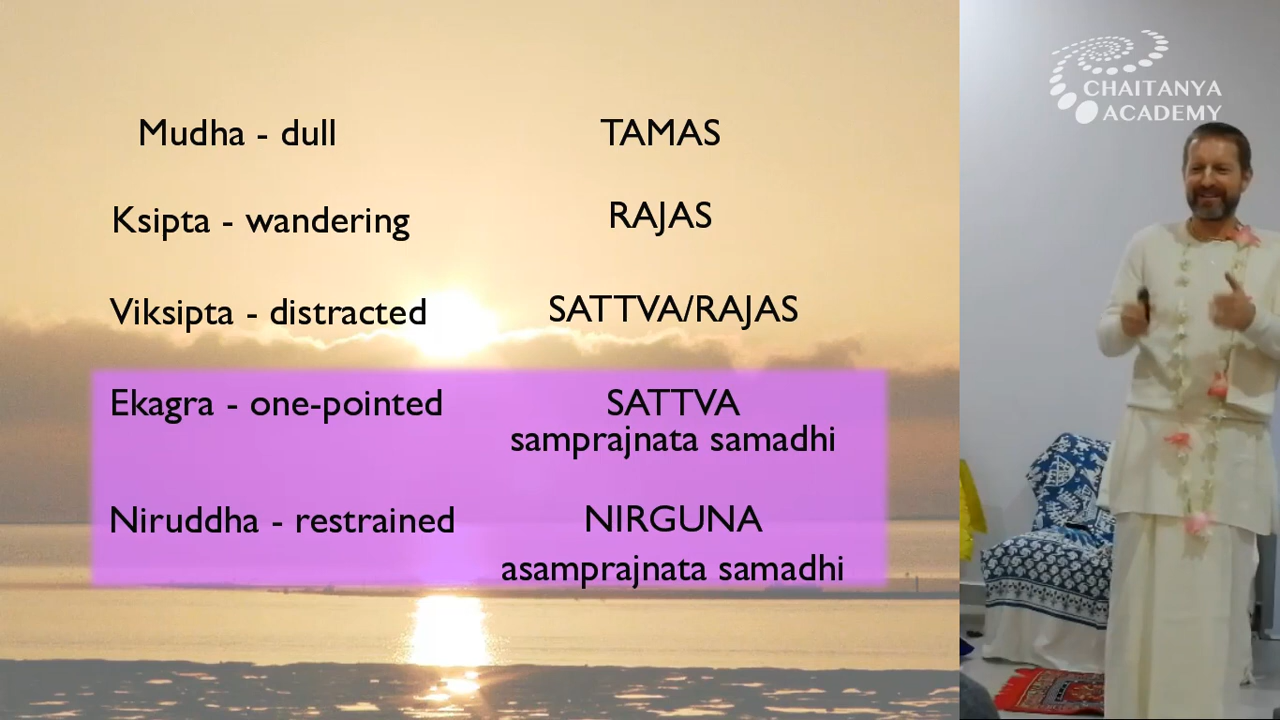 Mudha - dull TAMAS
Ksipta - wandering RAJAS
Viksipta - distracted SATTVA/RAJAS
Ekagra - one-pointed SATTVA
samprajnata samadhi
Niruddha - restrained NIRGUNA
asamprajnata samadhi
CHAITANYA
ACADEMY